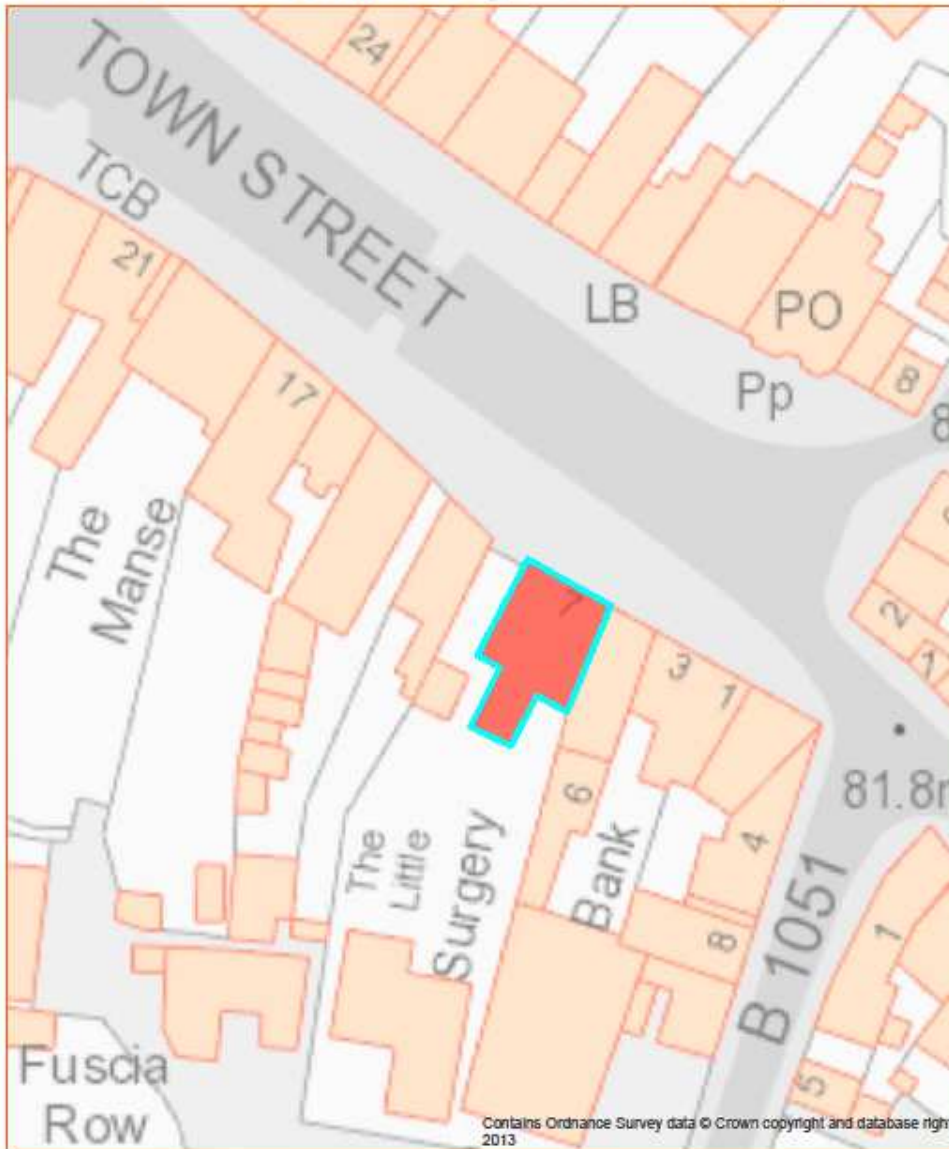 24
TOWN STREET
TCB
21
LB
PO
Pp
8
17
The
Manse
7
3
1
2
1
6
Bank
4
81.8m
The
Little
Surgery
8
B 1051
1
5
Fuscia
Row
Contains Ordnance Survey data © Crown copyright and database right
2013